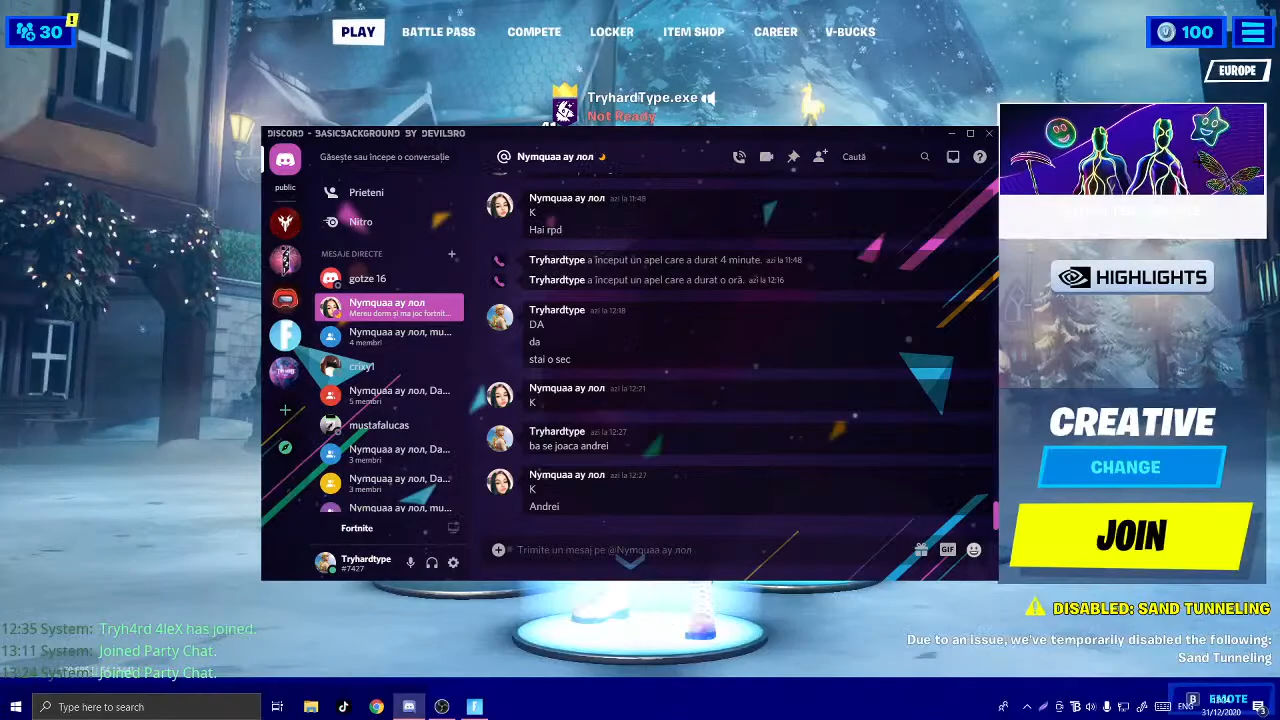 30
!
PLAY
BATTLE PASS
COMPETE
LOCKER
ITEM SHOP
CAREER
V-BUCKS
100
EUROPE
TryhardType.exe
Not Ready
DISCORD - BASICBACKGROUND BY DEVILBRO
public
Găsește sau începe o conversație
Prieteni
Nitro
MESAJE DIRECTE
gotze 16
Nymquaa ау лол
Mereu dorm și ma joc fortnit...
Nymquaa ау лол, mu...
4 membri
crixy1
Nymquaa ау лол, Da...
5 membri
mustafalucas
Nymquaa ау лол, Da...
3 membri
Nymquaa ау лол, Da...
3 membri
Nymquaa ау лол, mu...
Fortnite
Tryhardtype
#7427
Nymquaa ау лол
Caută
Nymquaa ау лол azi la 11:49
K
Hai rpd
Tryhardtype a început un apel care a durat 4 minute. azi la 11:48
Tryhardtype a început un apel care a durat o oră. azi la 12:16
Tryhardtype azi la 12:18
DA
da
stai o sec
Nymquaa ау лол azi la 12:21
K
Tryhardtype azi la 12:27
ba se joaca andrei
Nymquaa ау лол azi la 12:27
K
Andrei
Trimite un mesaj pe @Nymquaa ау лол
GIF
HIGHLIGHTS
CREATIVE
CHANGE
JOIN
DISABLED: SAND TUNNELING
Due to an issue, we've temporarily disabled the following:
Sand Tunneling
12:35 System: Tryh4rd 4leX has joined.
13:11 System: Joined Party Chat.
13:24 System: Joined Party Chat.
Type here to search
ENG
B
EMOTE
31/12/2020
3